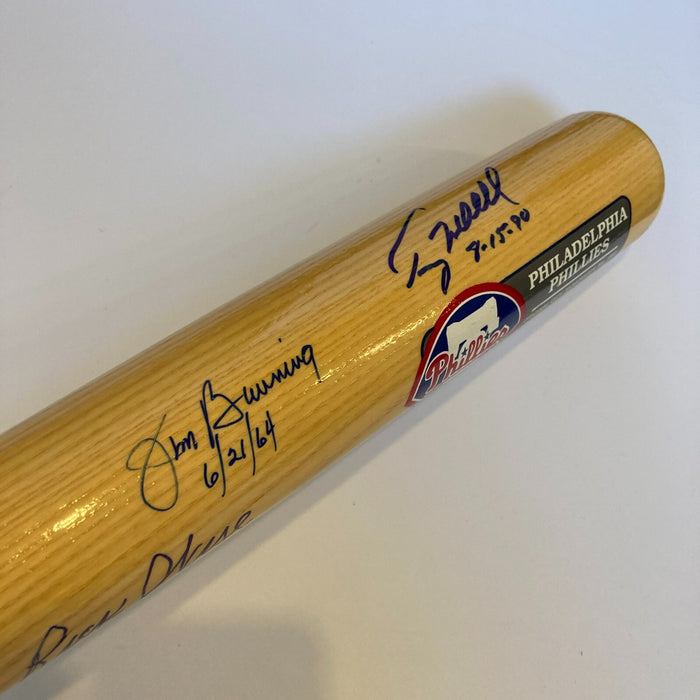 Terry Mulholland
8-15-90
PHILADELPHIA
PHILLIES
Phillies
Jim Bunning
6/21/64